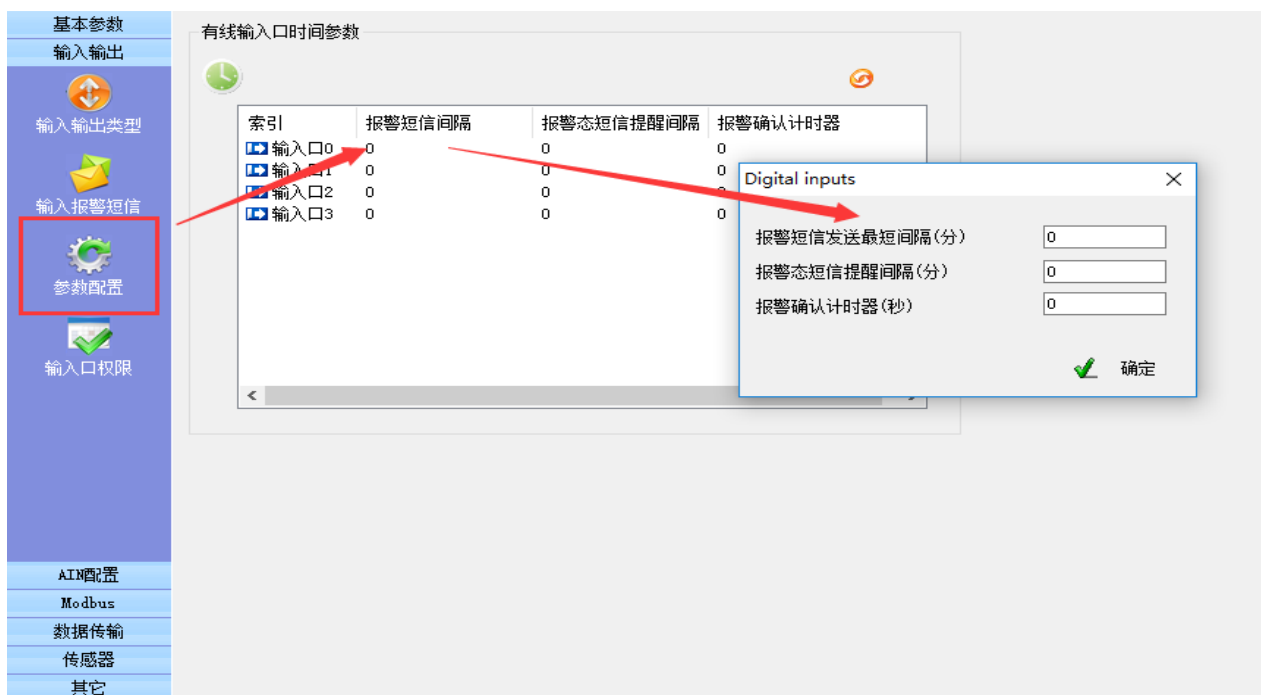 基本参数
输入输出
输入输出类型
输入报警短信
参数配置
输入口权限
AIN配置
Modbus
数据传输
传感器
其它
有线输入口时间参数
索引 报警短信间隔 报警态短信提醒间隔 报警确认计时器
输入口0 0 0 0
输入口1 0 0 0
输入口2 0 0 0
输入口3 0 0 0
Digital inputs
报警短信发送最短间隔(分) 0
报警态短信提醒间隔(分) 0
报警确认计时器(秒) 0
确定